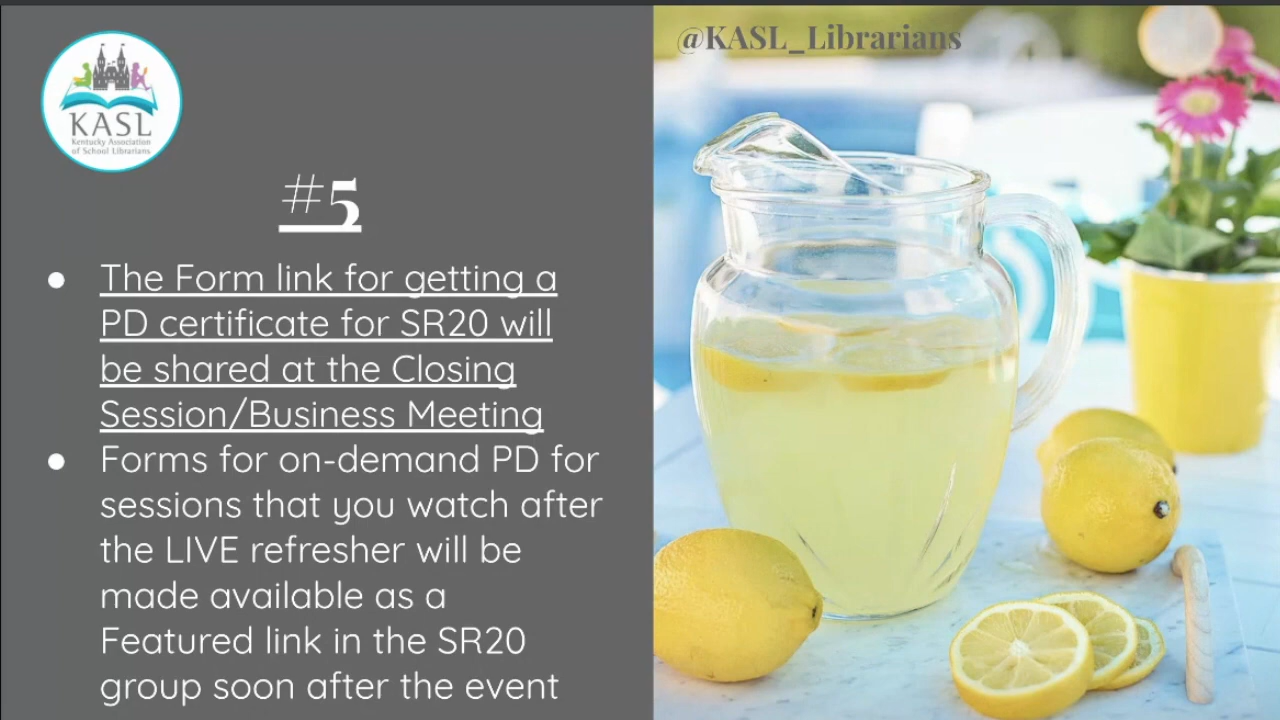 @KASL_Librarians
KASL
Kentucky Association
of School Librarians
#5
● The Form link for getting a
PD certificate for SR20 will
be shared at the Closing
Session/Business Meeting
● Forms for on-demand PD for
sessions that you watch after
the LIVE refresher will be
made available as a
Featured link in the SR20
group soon after the event